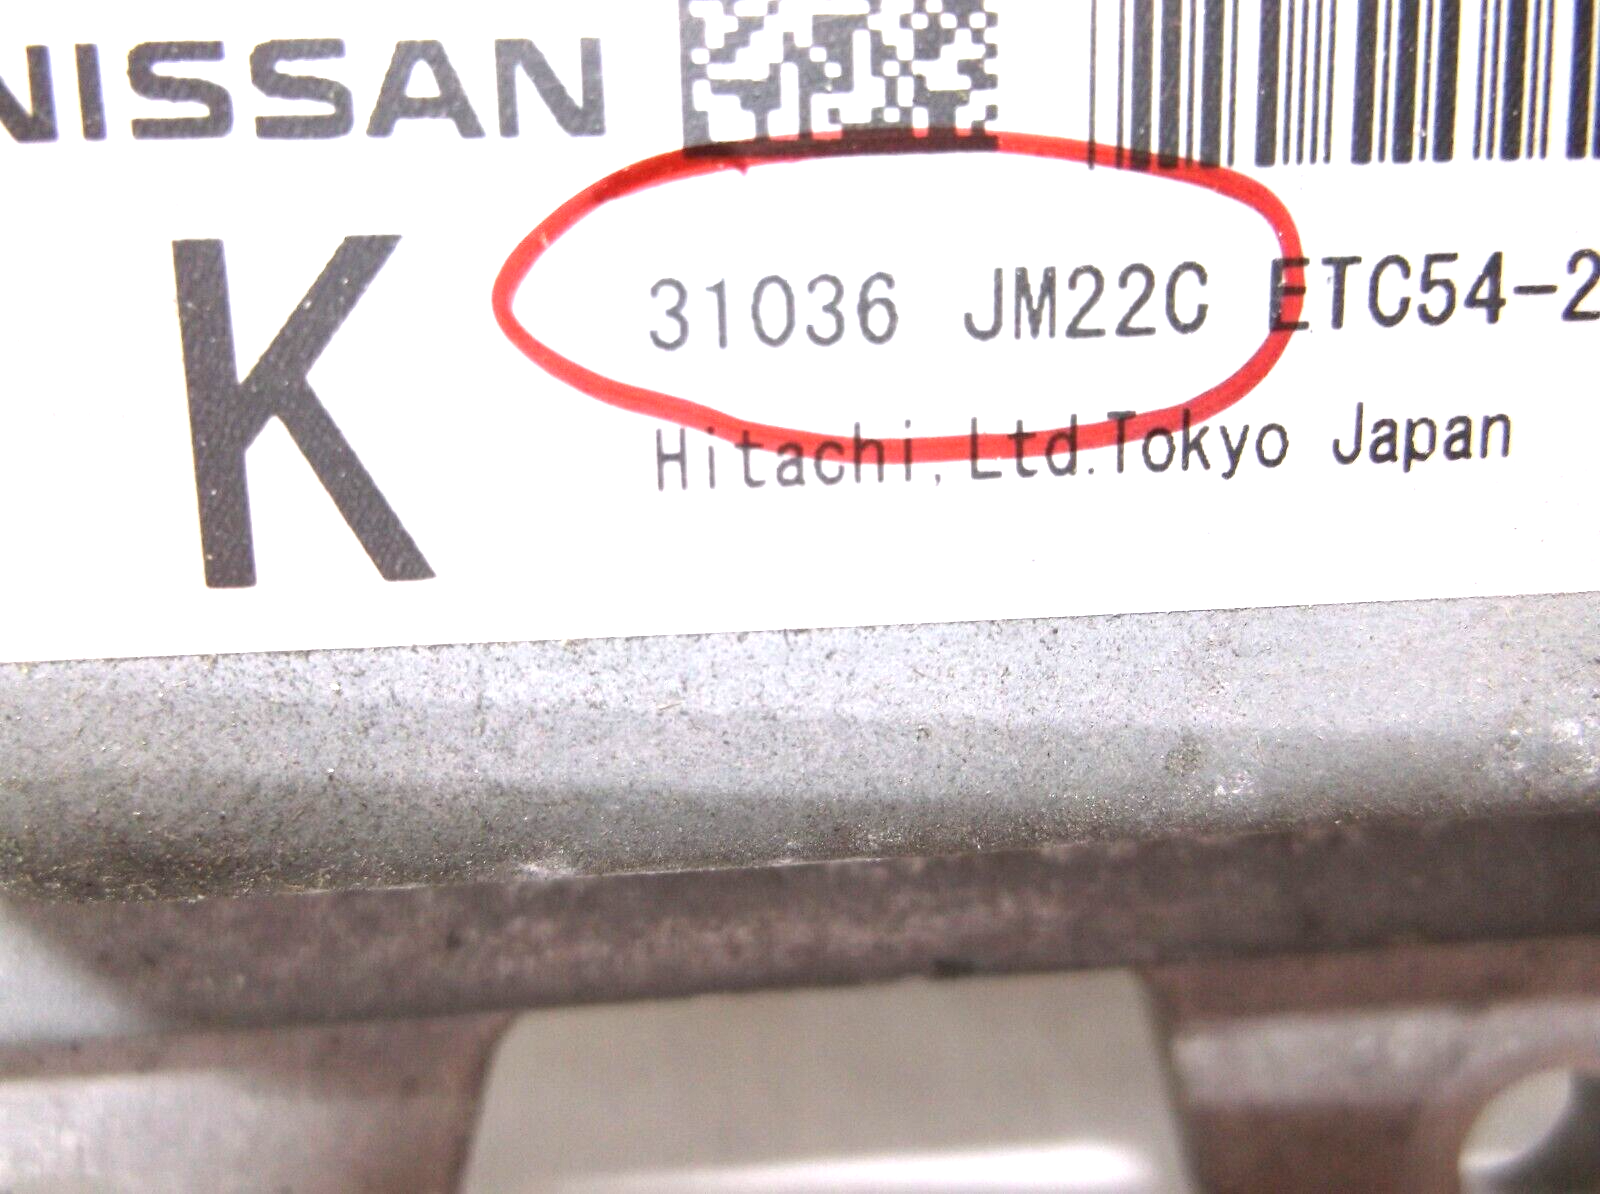 NISSAN
K
31036 JM22C ETC54-2
Hitachi, Ltd. Tokyo Japan